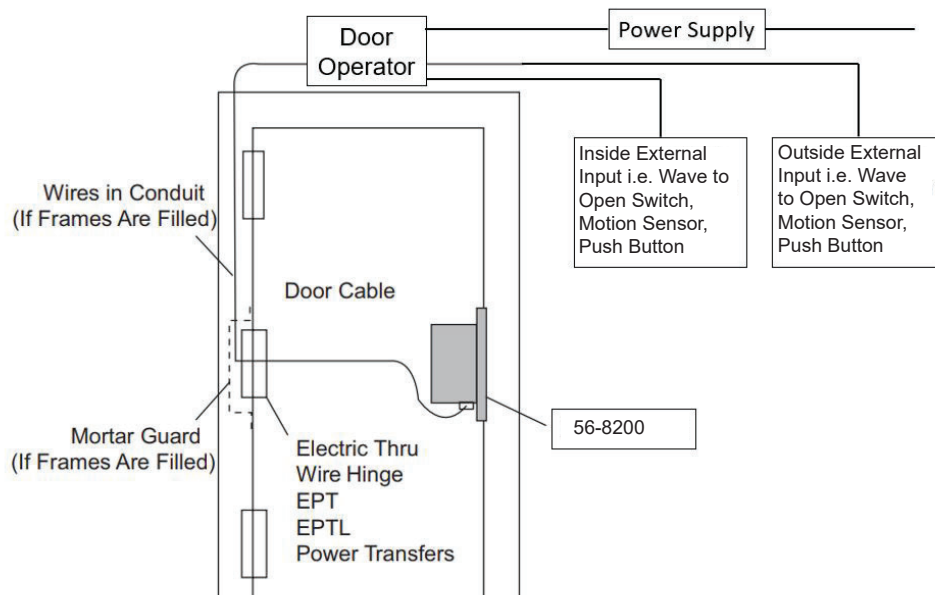 Door
Operator
Power Supply
Inside External
Input i.e. Wave to
Open Switch,
Motion Sensor,
Push Button
Outside External
Input i.e. Wave
to Open Switch,
Motion Sensor,
Push Button
Wires in Conduit
(If Frames Are Filled)
Door Cable
Mortar Guard
(If Frames Are Filled)
Electric Thru
Wire Hinge
EPT
EPTL
Power Transfers
56-8200